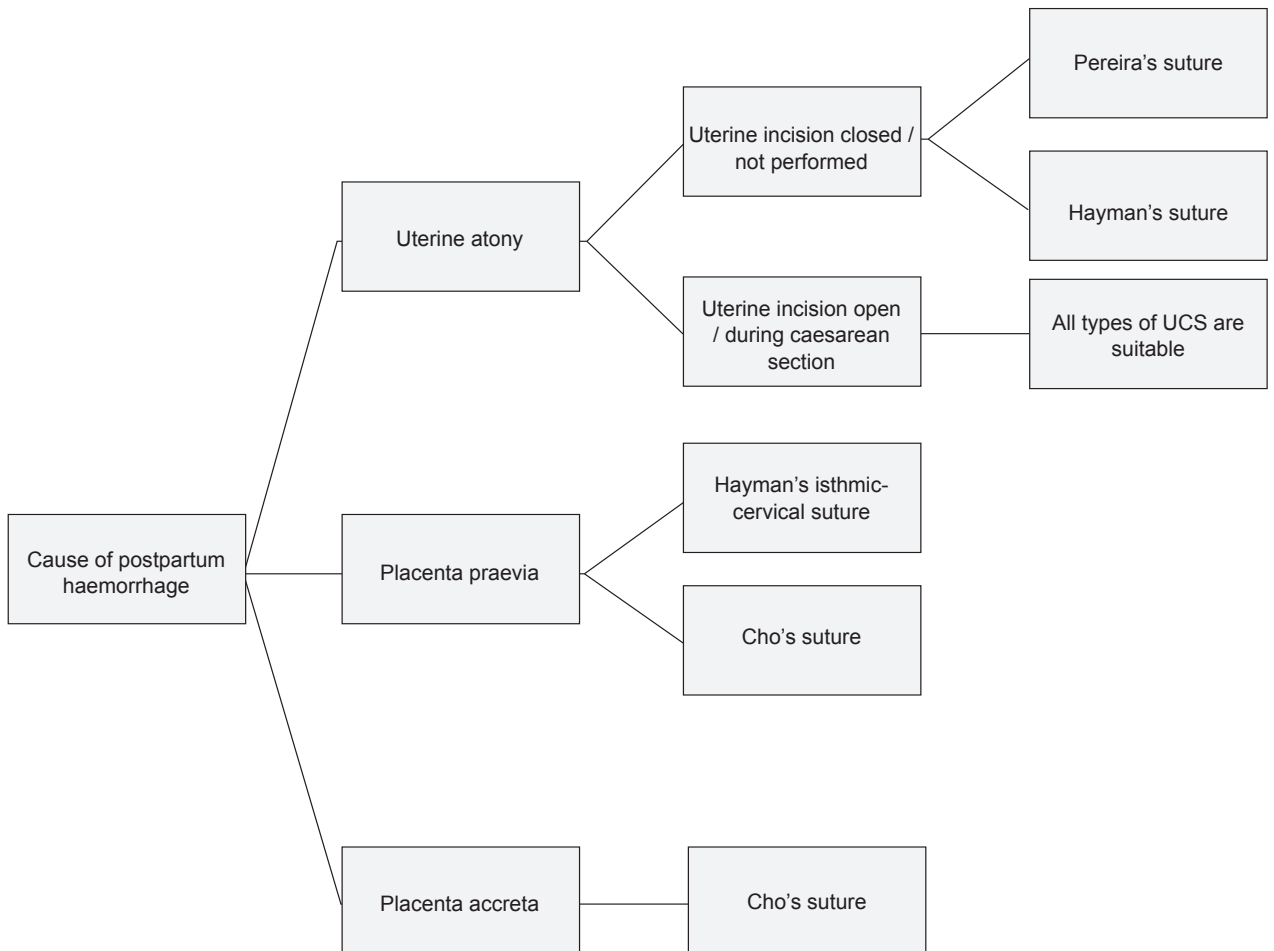 Pereira’s suture
Uterine incision closed /
not performed
Hayman’s suture
Uterine atony
Uterine incision open
/ during caesarean
section
All types of UCS are
suitable
Hayman’s isthmic-
cervical suture
Cause of postpartum
haemorrhage
Placenta praevia
Cho’s suture
Placenta accreta
Cho’s suture